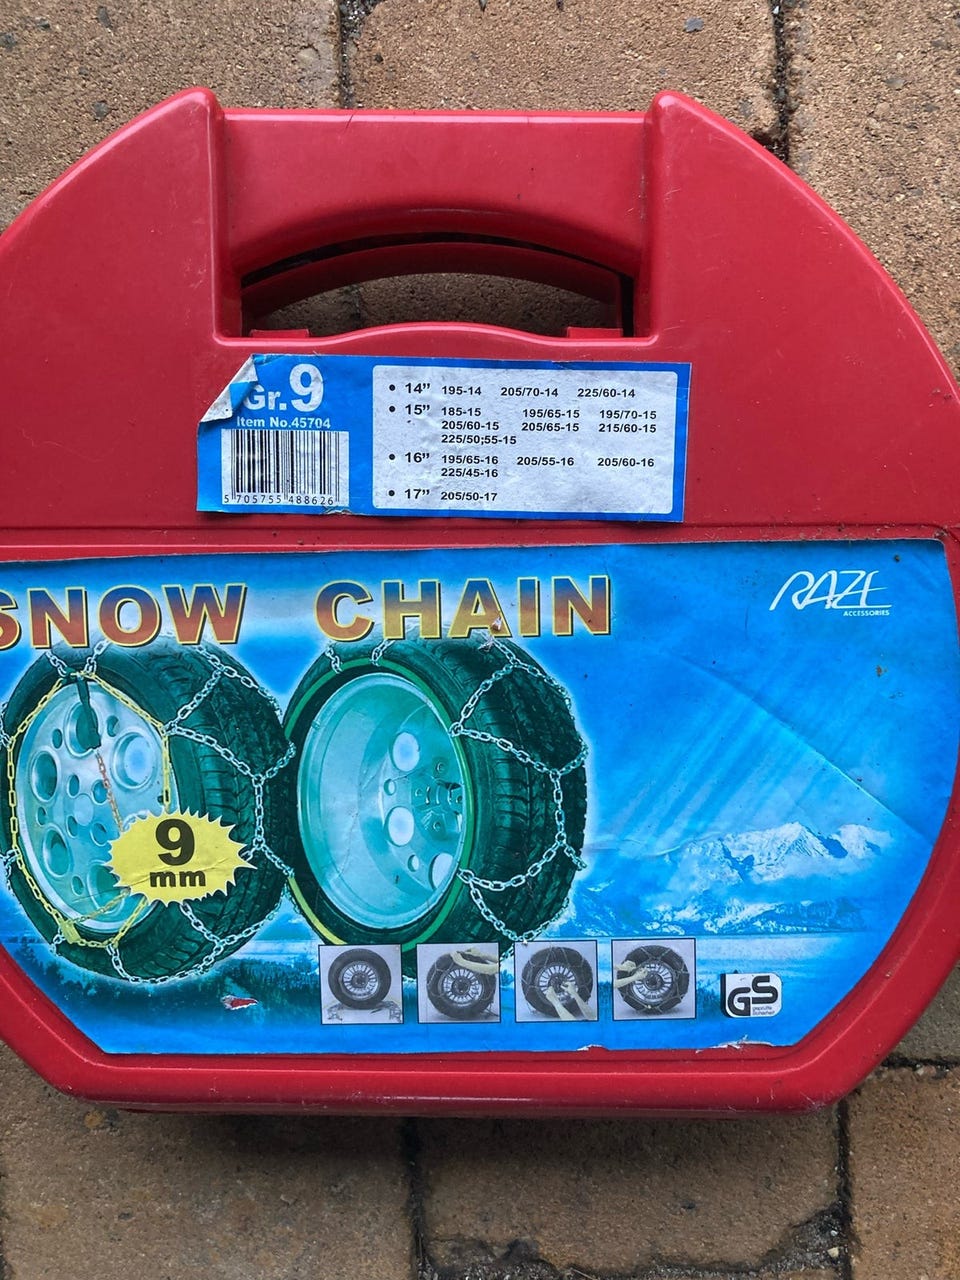 Gr.9
Item No.45704
5 705755 488626
• 14” 195-14 205/70-14 225/60-14
• 15” 185-15 195/65-15 195/70-15
205/60-15 205/65-15 215/60-15
225/50;55-15
• 16” 195/65-16 205/55-16 205/60-16
225/45-16
• 17” 205/50-17
SNOW CHAIN
RAZE
ACCESSORIES
9
mm
GS
geprüfte
Sicherheit